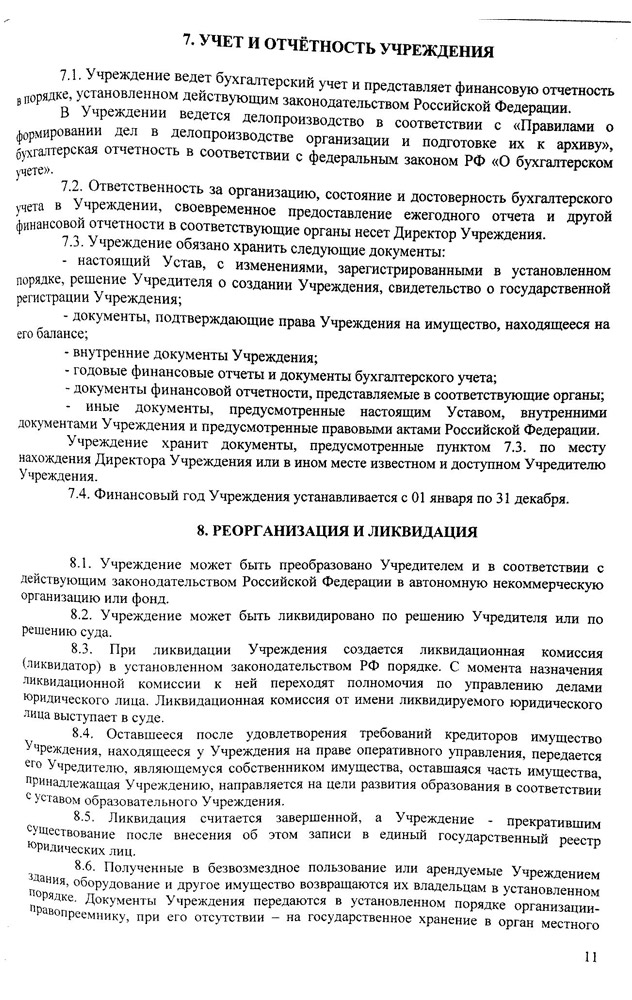 7. УЧЕТ И ОТЧЁТНОСТЬ УЧРЕЖДЕНИЯ
7.1. Учреждение ведет бухгалтерский учет и представляет финансовую отчетность
в порядке, установленном действующим законодательством Российской Федерации.
В Учреждении ведется делопроизводство в соответствии с «Правилами о
формировании дел в делопроизводстве организации и подготовке их к архиву»,
бухгалтерская отчетность в соответствии с федеральным законом РФ «О бухгалтерском
учете».
7.2. Ответственность за организацию, состояние и достоверность бухгалтерского
учета в Учреждении, своевременное предоставление ежегодного отчета и другой
финансовой отчетности в соответствующие органы несет Директор Учреждения.
7.3. Учреждение обязано хранить следующие документы:
- настоящий Устав, с изменениями, зарегистрированными в установленном
порядке, решение Учредителя о создании Учреждения, свидетельство о государственной
регистрации Учреждения;
- документы, подтверждающие права Учреждения на имущество, находящееся на
его балансе;
- внутренние документы Учреждения;
- годовые финансовые отчеты и документы бухгалтерского учета;
- документы финансовой отчетности, представляемые в соответствующие органы;
- иные документы, предусмотренные настоящим Уставом, внутренними
документами Учреждения и предусмотренные правовыми актами Российской Федерации.
Учреждение хранит документы, предусмотренные пунктом 7.3. по месту
нахождения Директора Учреждения или в ином месте известном и доступном Учредителю
Учреждения.
7.4. Финансовый год Учреждения устанавливается с 01 января по 31 декабря.
8. РЕОРГАНИЗАЦИЯ И ЛИКВИДАЦИЯ
8.1. Учреждение может быть преобразовано Учредителем и в соответствии с
действующим законодательством Российской Федерации в автономную некоммерческую
организацию или фонд.
8.2. Учреждение может быть ликвидировано по решению Учредителя или по
решению суда.
8.3. При ликвидации Учреждения создается ликвидационная комиссия
(ликвидатор) в установленном законодательством РФ порядке. С момента назначения
ликвидационной комиссии к ней переходят полномочия по управлению делами
юридического лица. Ликвидационная комиссия от имени ликвидируемого юридического
лица выступает в суде.
8.4. Оставшееся после удовлетворения требований кредиторов имущество
Учреждения, находящееся у Учреждения на праве оперативного управления, передается
его Учредителю, являющемуся собственником имущества, оставшаяся часть имущества,
принадлежащая Учреждению, направляется на цели развития образования в соответствии
с уставом образовательного Учреждения.
8.5. Ликвидация считается завершенной, а Учреждение - прекратившим
существование после внесения об этом записи в единый государственный реестр
юридических лиц.
8.6. Полученные в безвозмездное пользование или арендуемые Учреждением
здания, оборудование и другое имущество возвращаются их владельцам в установленном
порядке. Документы Учреждения передаются в установленном порядке организации-
правопреемнику, при его отсутствии – на государственное хранение в орган местного
11